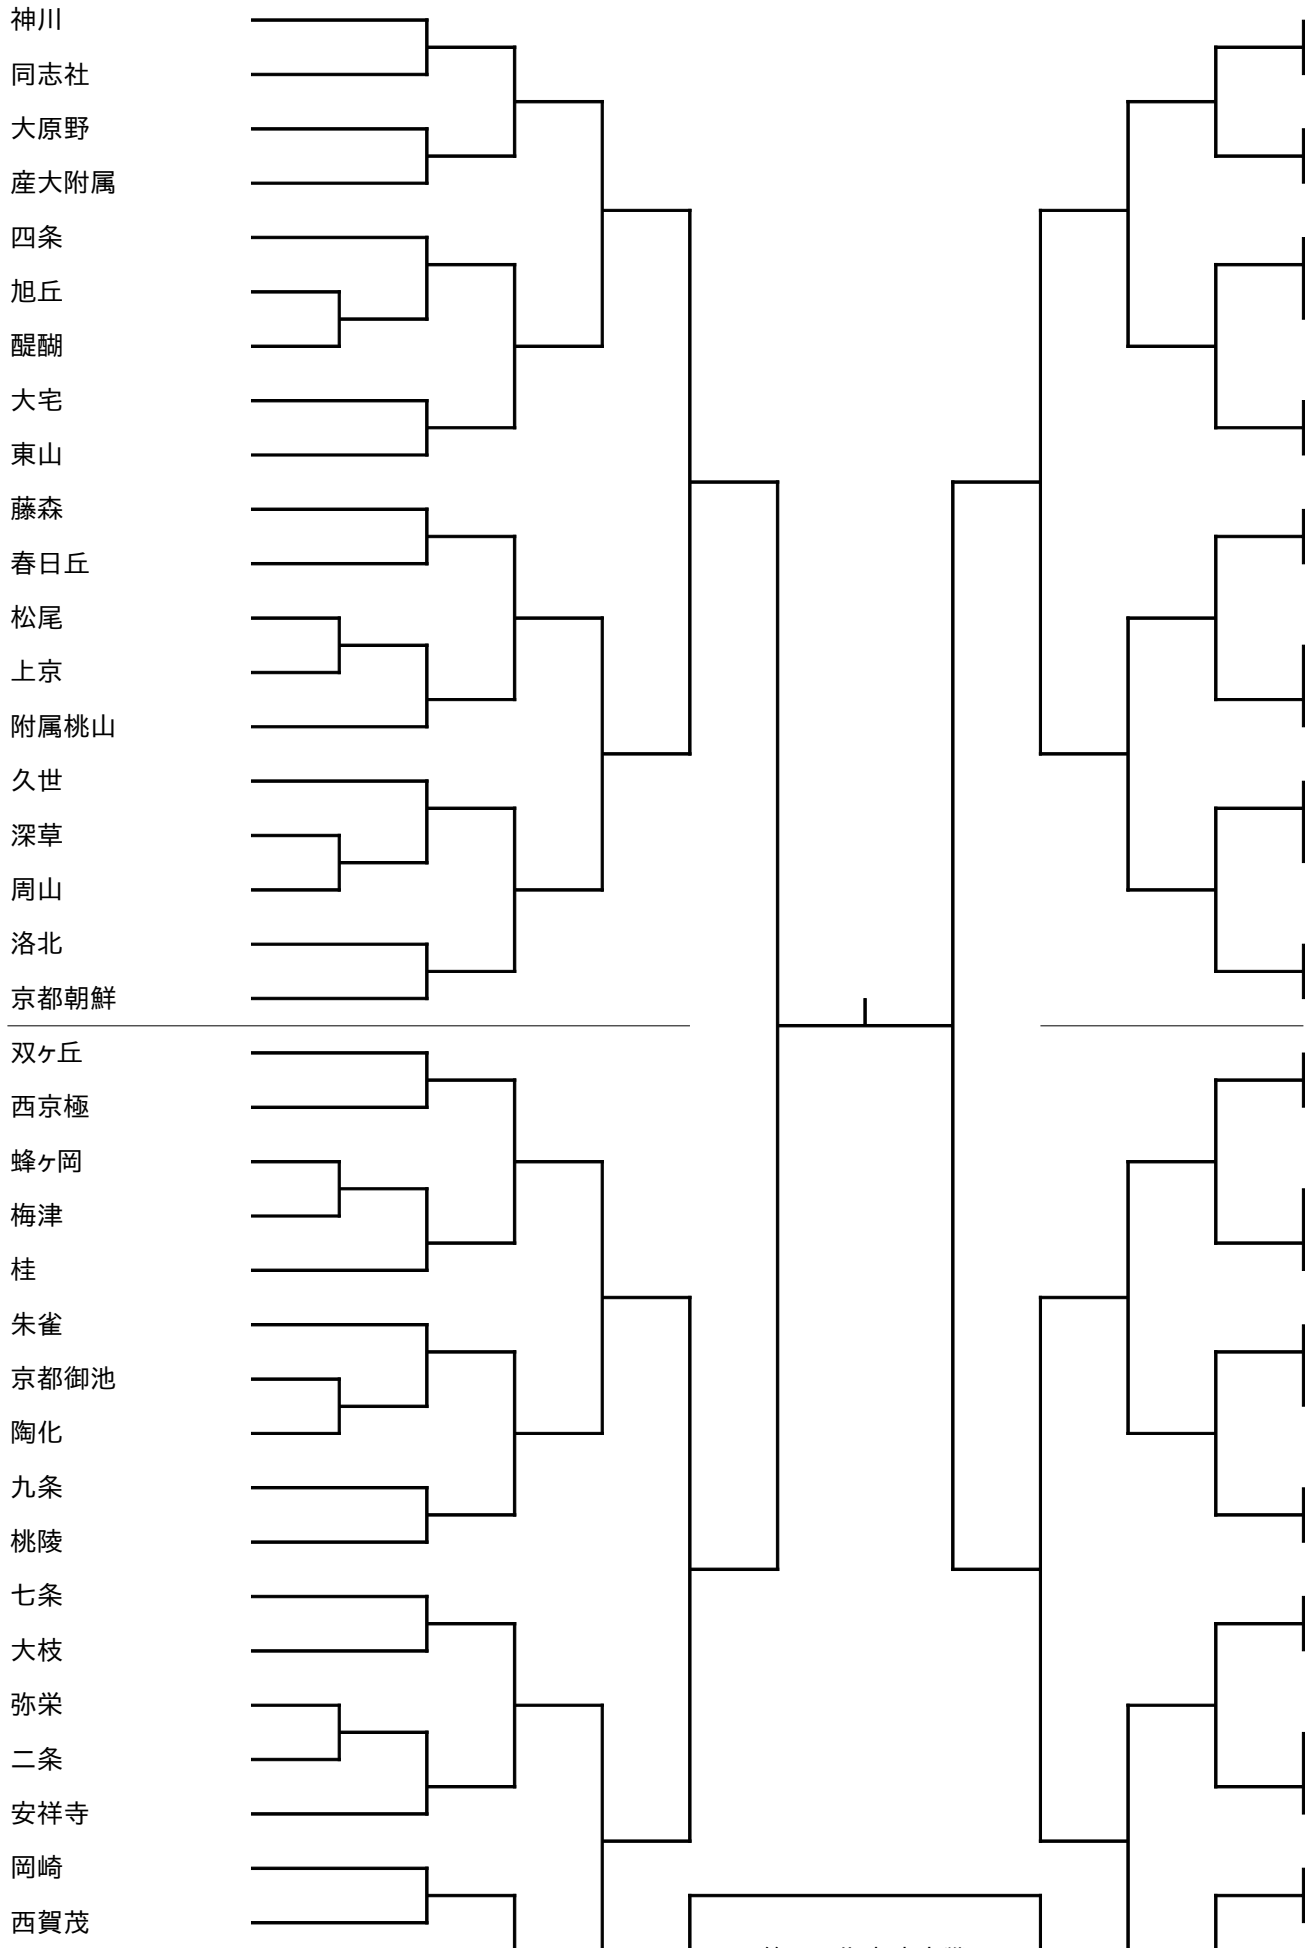 神川
同志社
大原野
産大附属
四条
旭丘
醍醐
大宅
東山
藤森
春日丘
松尾
上京
附属桃山
久世
深草
周山
洛北
京都朝鮮
双ヶ丘
西京極
蜂ヶ岡
梅津
桂
朱雀
京都御池
陶化
九条
桃陵
七条
大枝
弥栄
二条
安祥寺
岡崎
西賀茂